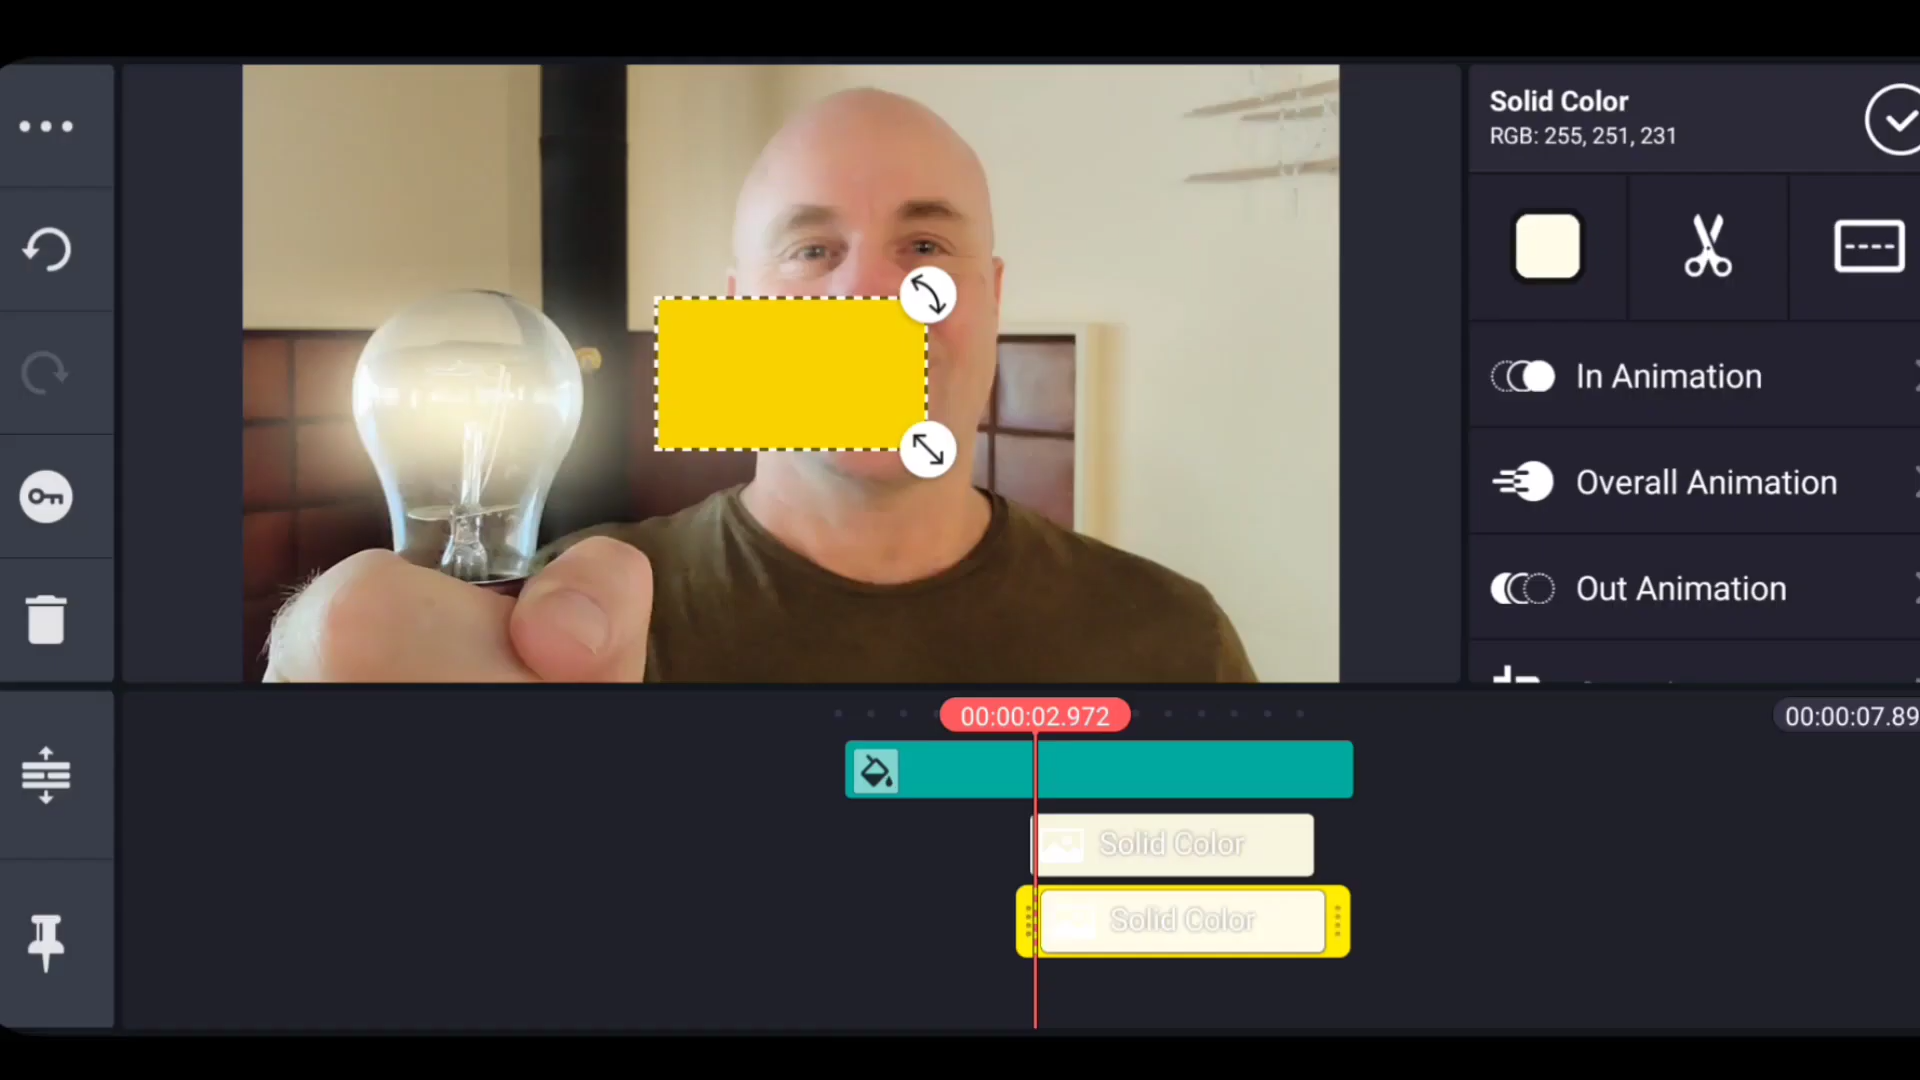 Solid Color
RGB: 255, 251, 231
In Animation
Overall Animation
Out Animation
00:00:02.972
00:00:07.89
Solid Color
Solid Color